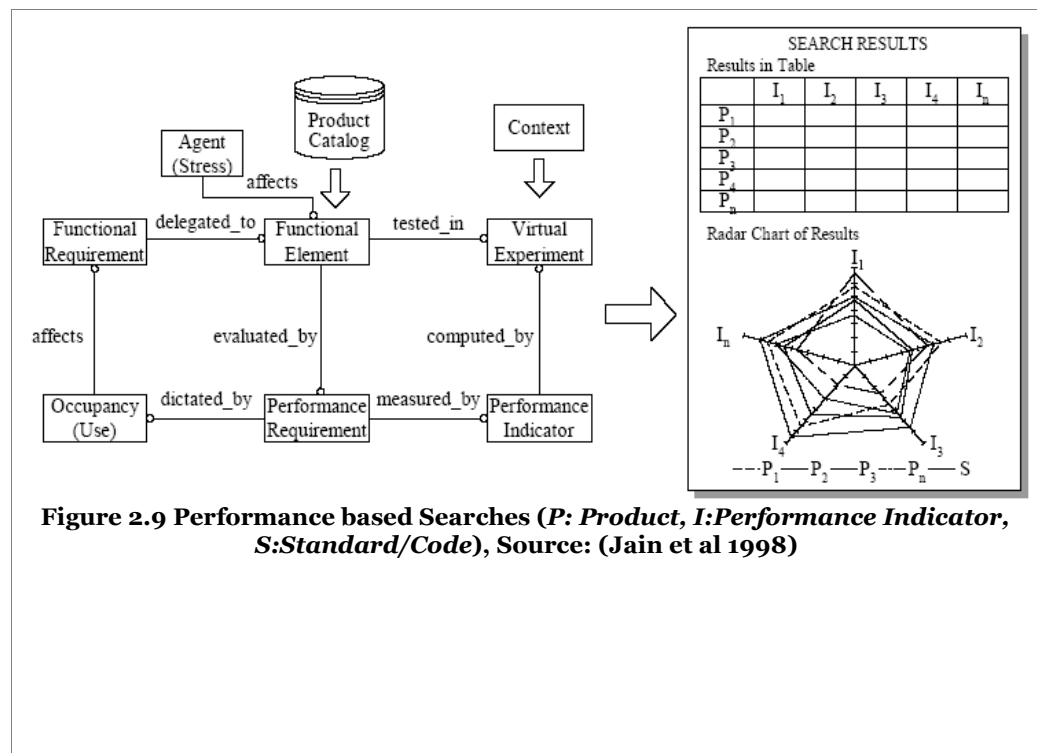 Product
Catalog
Context
Agent
(Stress)
affects
Functional
Requirement
delegated_to
Functional
Element
tested_in
Virtual
Experiment
affects
evaluated_by
computed_by
Occupancy
(Use)
dictated_by
Performance
Requirement
measured_by
Performance
Indicator
SEARCH RESULTS
Results in Table
I1 I2 I3 I4 In
P1
P2
P3
P4
Pn
Radar Chart of Results
I1
In
I2
I4
I3
P1 P2 P3 Pn S
Figure 2.9 Performance based Searches (P: Product, I:Performance Indicator,
S:Standard/Code), Source: (Jain et al 1998)